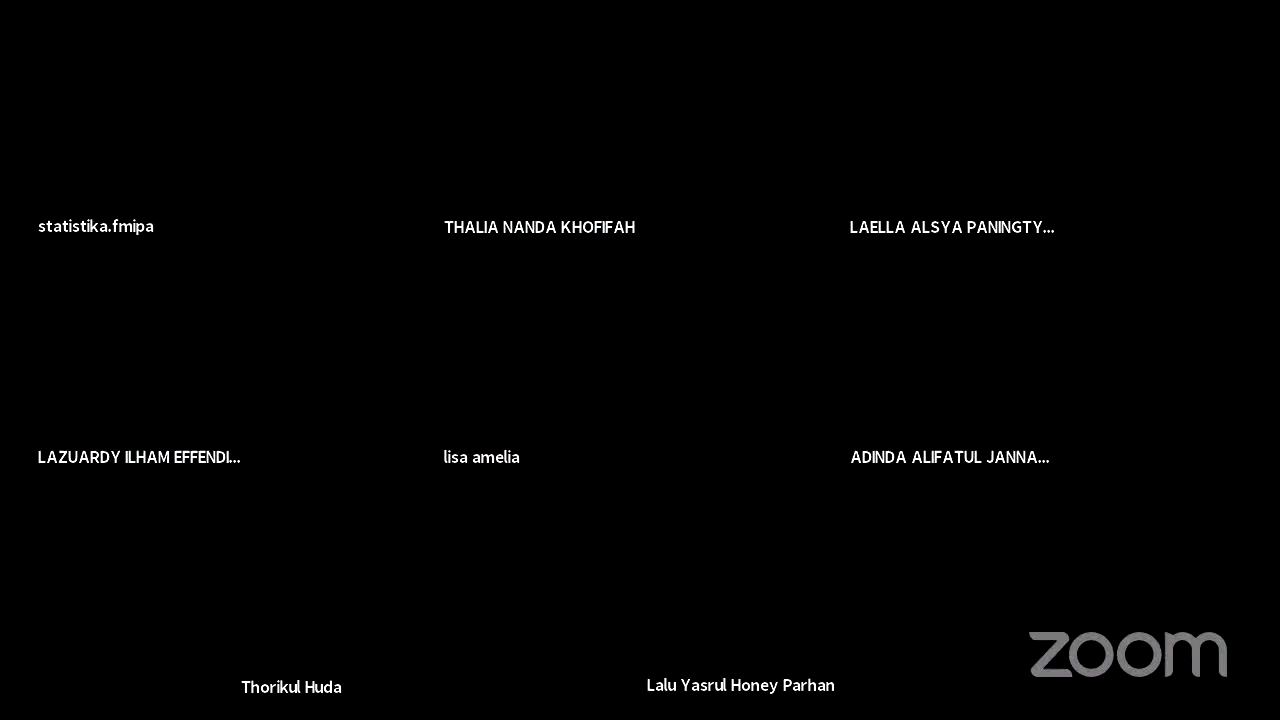 statistika.fmipa
THALIA NANDA KHOFIFAH
LAELLA ALSYA PANINGTY...
LAZUARDY ILHAM EFFENDI...
lisa amelia
ADINDA ALIFATUL JANNA...
Thorikul Huda
Lalu Yasrul Honey Parhan
zoom